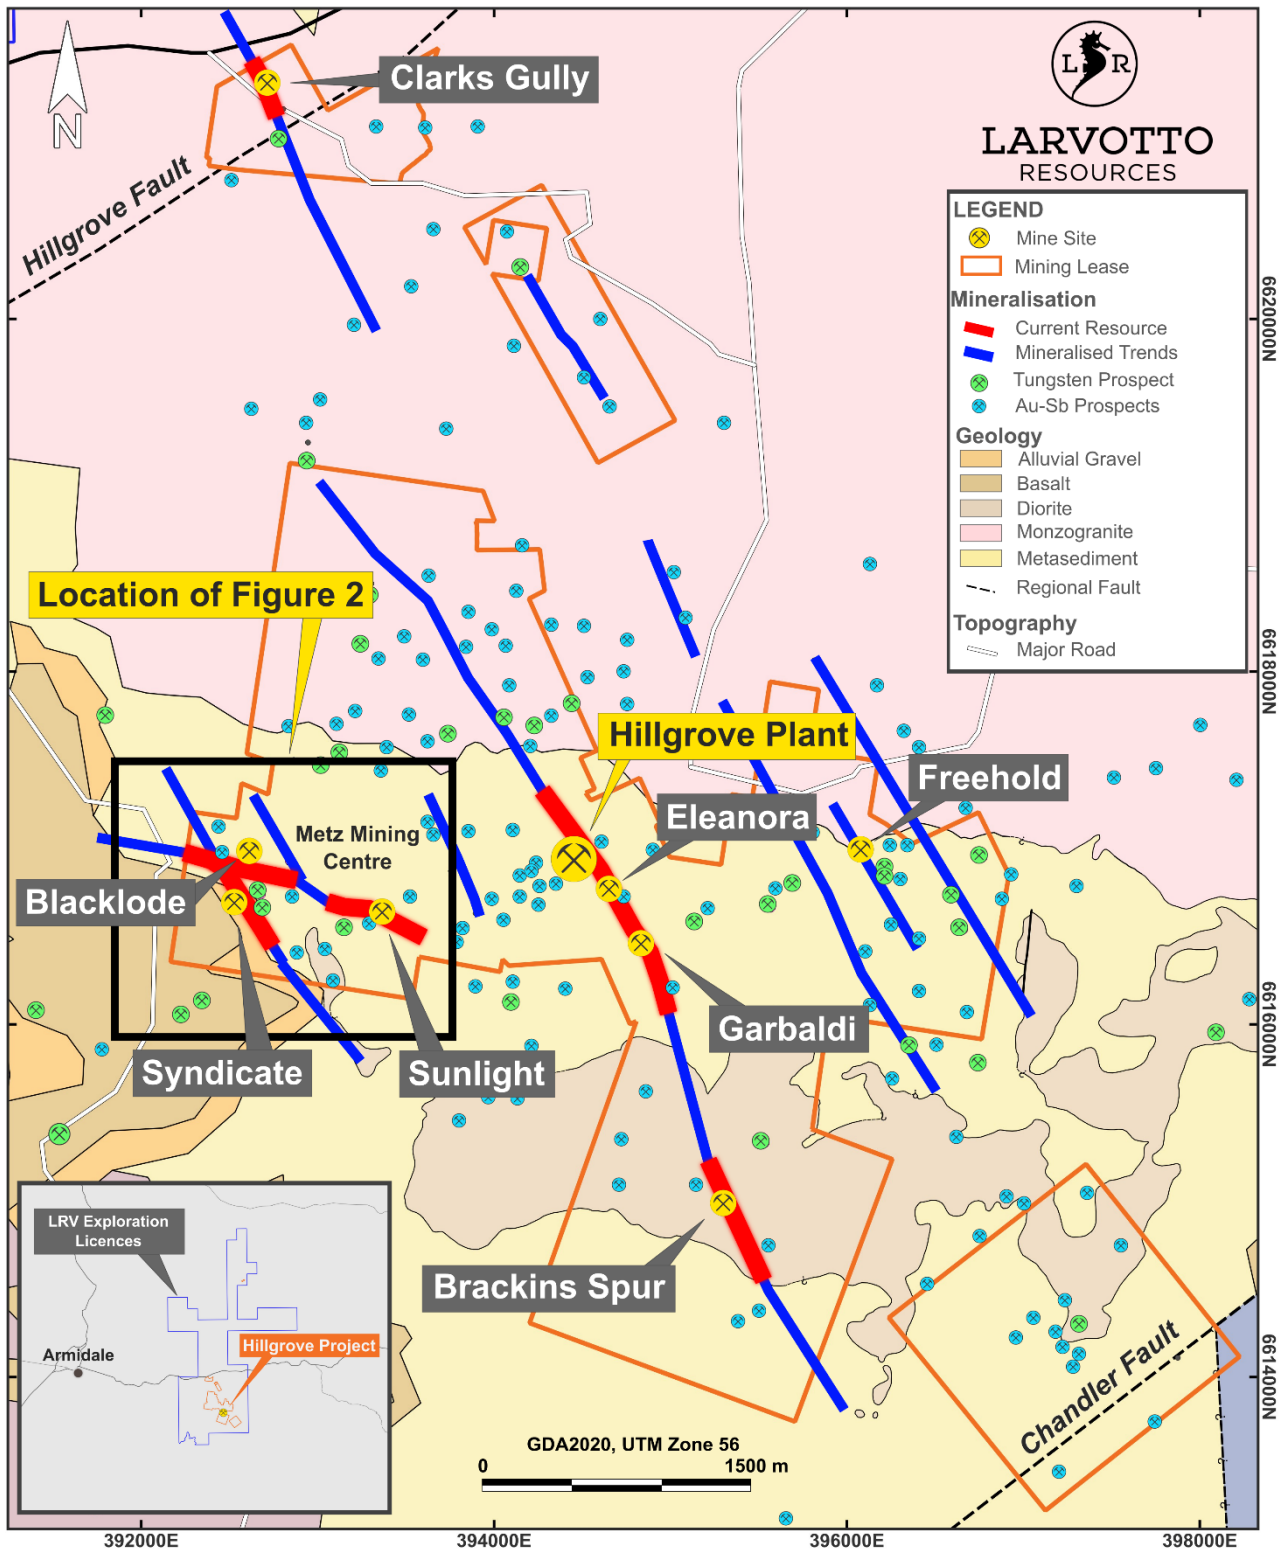 Clarks Gully
N
Hillgrove Fault
L R
LARVOTTO
RESOURCES
LEGEND
Mine Site
Mining Lease
Mineralisation
Current Resource
Mineralised Trends
Tungsten Prospect
Au-Sb Prospects
Geology
Alluvial Gravel
Basalt
Diorite
Monzogranite
Metasediment
Regional Fault
Topography
Major Road
6620000N
6618000N
6616000N
6614000N
Location of Figure 2
Hillgrove Plant
Freehold
Eleanora
Metz Mining
Centre
Blacklode
Garbaldi
Syndicate
Sunlight
Brackins Spur
Chandler Fault
LRV Exploration
Licences
Hillgrove Project
Armidale
GDA2020, UTM Zone 56
0 1500 m
392000E 394000E 396000E 398000E